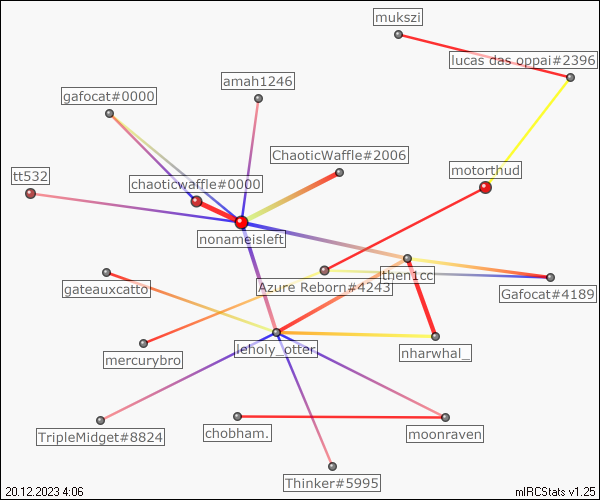 mukszi
lucas das oppai#2396
amah1246
gafocat#0000
ChaoticWaffle#2006
motorthud
tt532
chaoticwaffle#0000
nonameisleft
then1cc
Azure Reborn#4243
gateauxcatto
Gafocat#4189
leholy_otter
nharwhal_
mercurybro
TripleMidget#8824
chobham.
moonraven
Thinker#5995
20.12.2023 4:06
mIRCStats v1.25